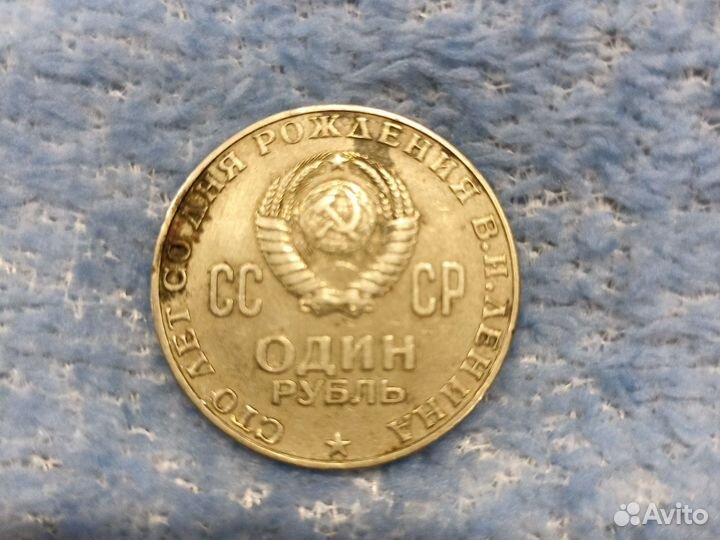 СТО ЛЕТ СО ДНЯ РОЖДЕНИЯ В.И.ЛЕНИНА
СС СР
ОДИН
РУБЛЬ
Avito